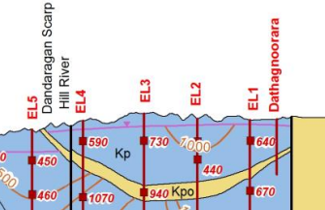 EL5
Dandaragan Scarp
Hill River
EL4
EL3
EL2
EL1
Dathagnoorara
590
730
1000
640
450
Kp
440
460
1070
940
Kpo
670